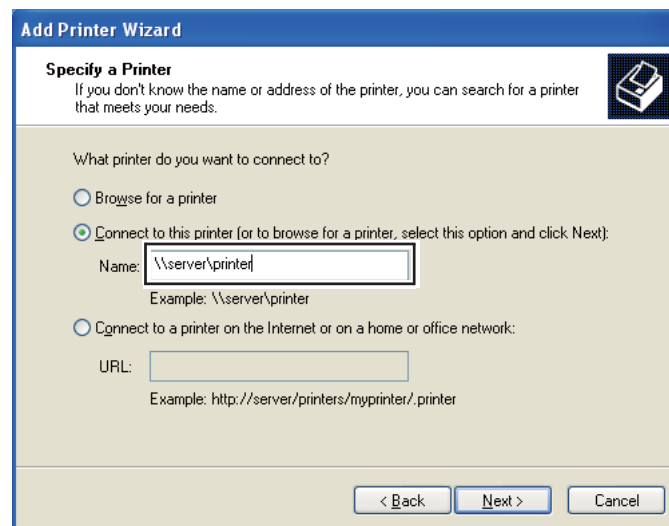 Add Printer Wizard
Specify a Printer
If you don't know the name or address of the printer, you can search for a printer
that meets your needs.
What printer do you want to connect to?
Browse for a printer
Connect to this printer (or to browse for a printer, select this option and click Next):
Name: \\server\printer
Example: \\server\printer
Connect to a printer on the Internet or on a home or office network:
URL:
Example: http://server/printers/myprinter/.printer
< Back Next > Cancel